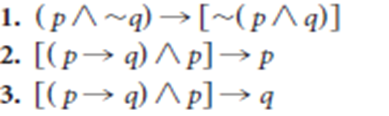 1. (p ∧ ~q) → [~(p ∧ q)]
2. [(p → q) ∧ p] → p
3. [(p → q) ∧ p] → q